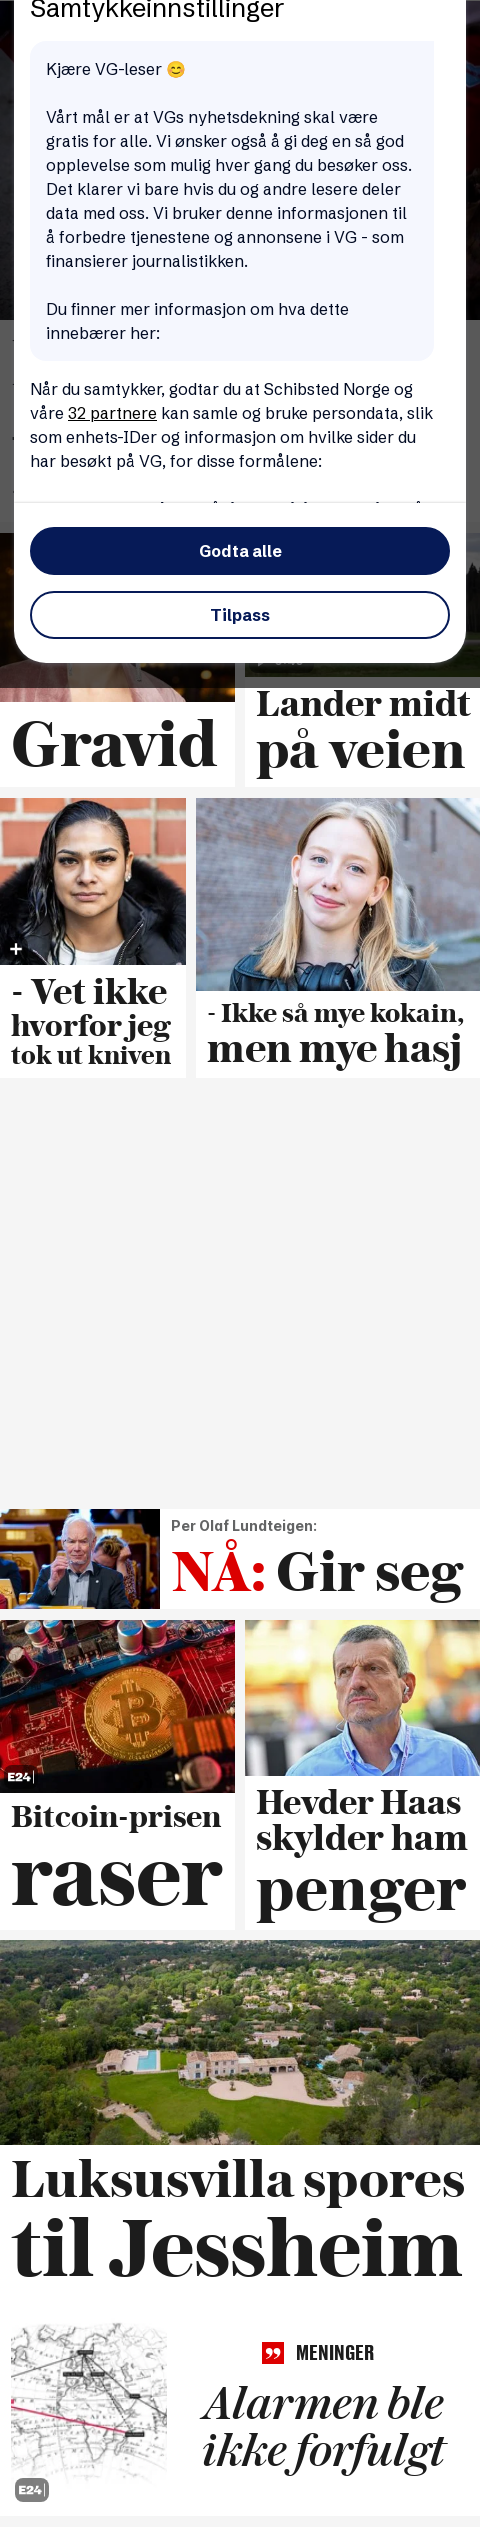 Samtykkeinnstillinger
Kjære VG-leser 😊
Vårt mål er at VGs nyhetsdekning skal være
gratis for alle. Vi ønsker også å gi deg en så god
opplevelse som mulig hver gang du besøker oss.
Det klarer vi bare hvis du og andre lesere deler
data med oss. Vi bruker denne informasjonen til
å forbedre tjenestene og annonsene i VG - som
finansierer journalistikken.
Du finner mer informasjon om hva dette
innebærer her:
Når du samtykker, godtar du at Schibsted Norge og
våre 32 partnere kan samle og bruke persondata, slik
som enhets-IDer og informasjon om hvilke sider du
har besøkt på VG, for disse formålene:
Godta alle
Tilpass
Gravid
Lander midt
på veien
- Vet ikke
hvorfor jeg
tok ut kniven
- Ikke så mye kokain,
men mye hasj
Per Olaf Lundteigen:
NÅ: Gir seg
E24
Bitcoin-prisen
raser
Hevder Haas
skylder ham
penger
Luksusvilla spores
til Jessheim
MENINGER
Alarmen ble
ikke forfulgt
E24